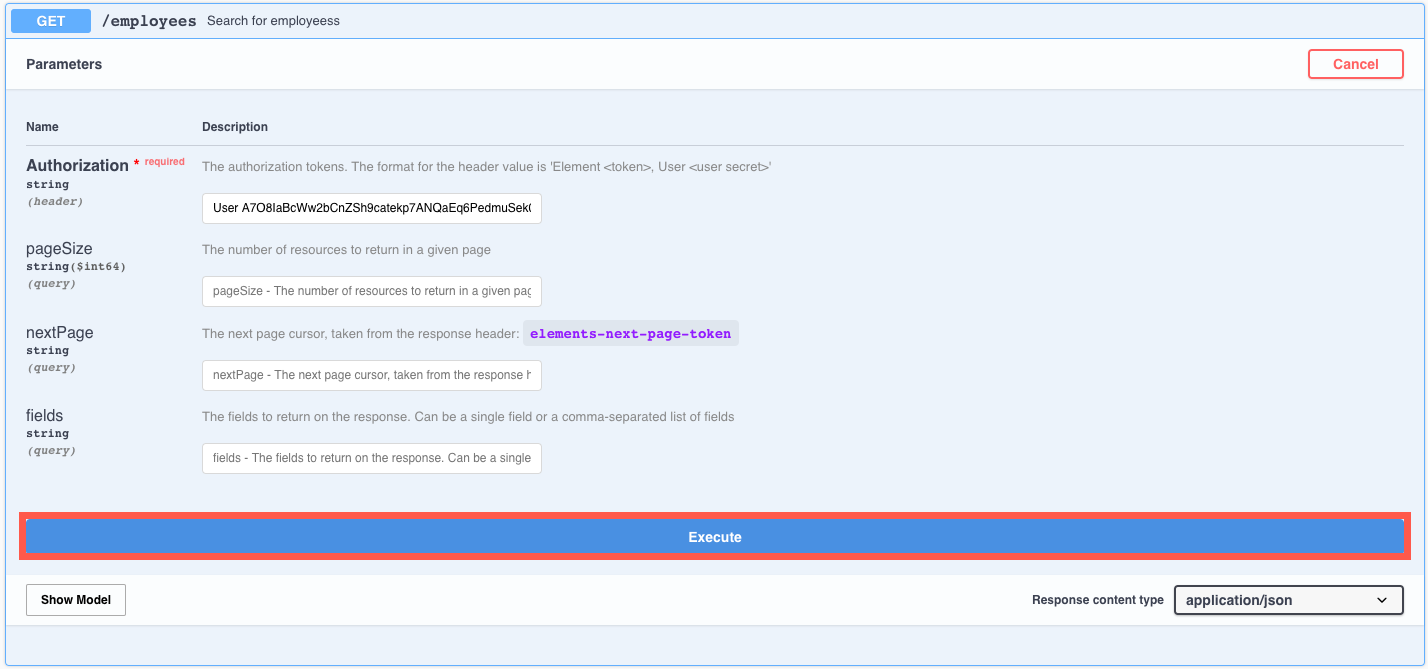 GET /employees Search for employeess
Parameters
Cancel
Name Description
Authorization * required
The authorization tokens. The format for the header value is 'Element <token>, User <user secret>'
string
(header)
User A7O8IaBcWw2bCnZSh9catekp7ANQaEq6PedmuSek
pageSize
The number of resources to return in a given page
string($int64)
(query)
pageSize - The number of resources to return in a given pag
nextPage
The next page cursor, taken from the response header: elements-next-page-token
string
(query)
nextPage - The next page cursor, taken from the response h
fields
The fields to return on the response. Can be a single field or a comma-separated list of fields
string
(query)
fields - The fields to return on the response. Can be a single
Execute
Show Model
Response content type application/json